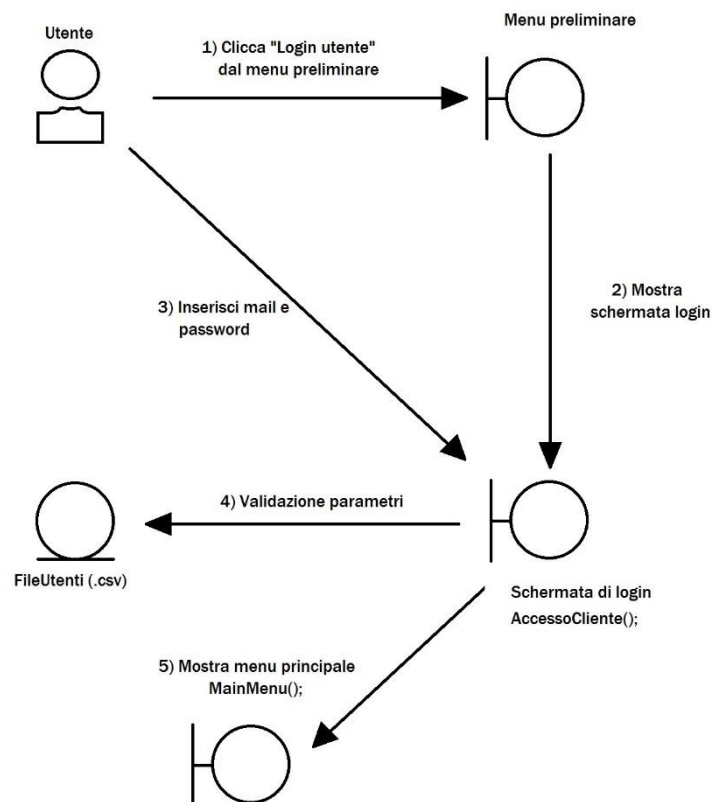 Utente
Menu preliminare
1) Clicca "Login utente"
dal menu preliminare
2) Mostra
schermata login
3) Inserisci mail e
password
4) Validazione parametri
FileUtenti (.csv)
Schermata di login
AccessoCliente();
5) Mostra menu principale
MainMenu();